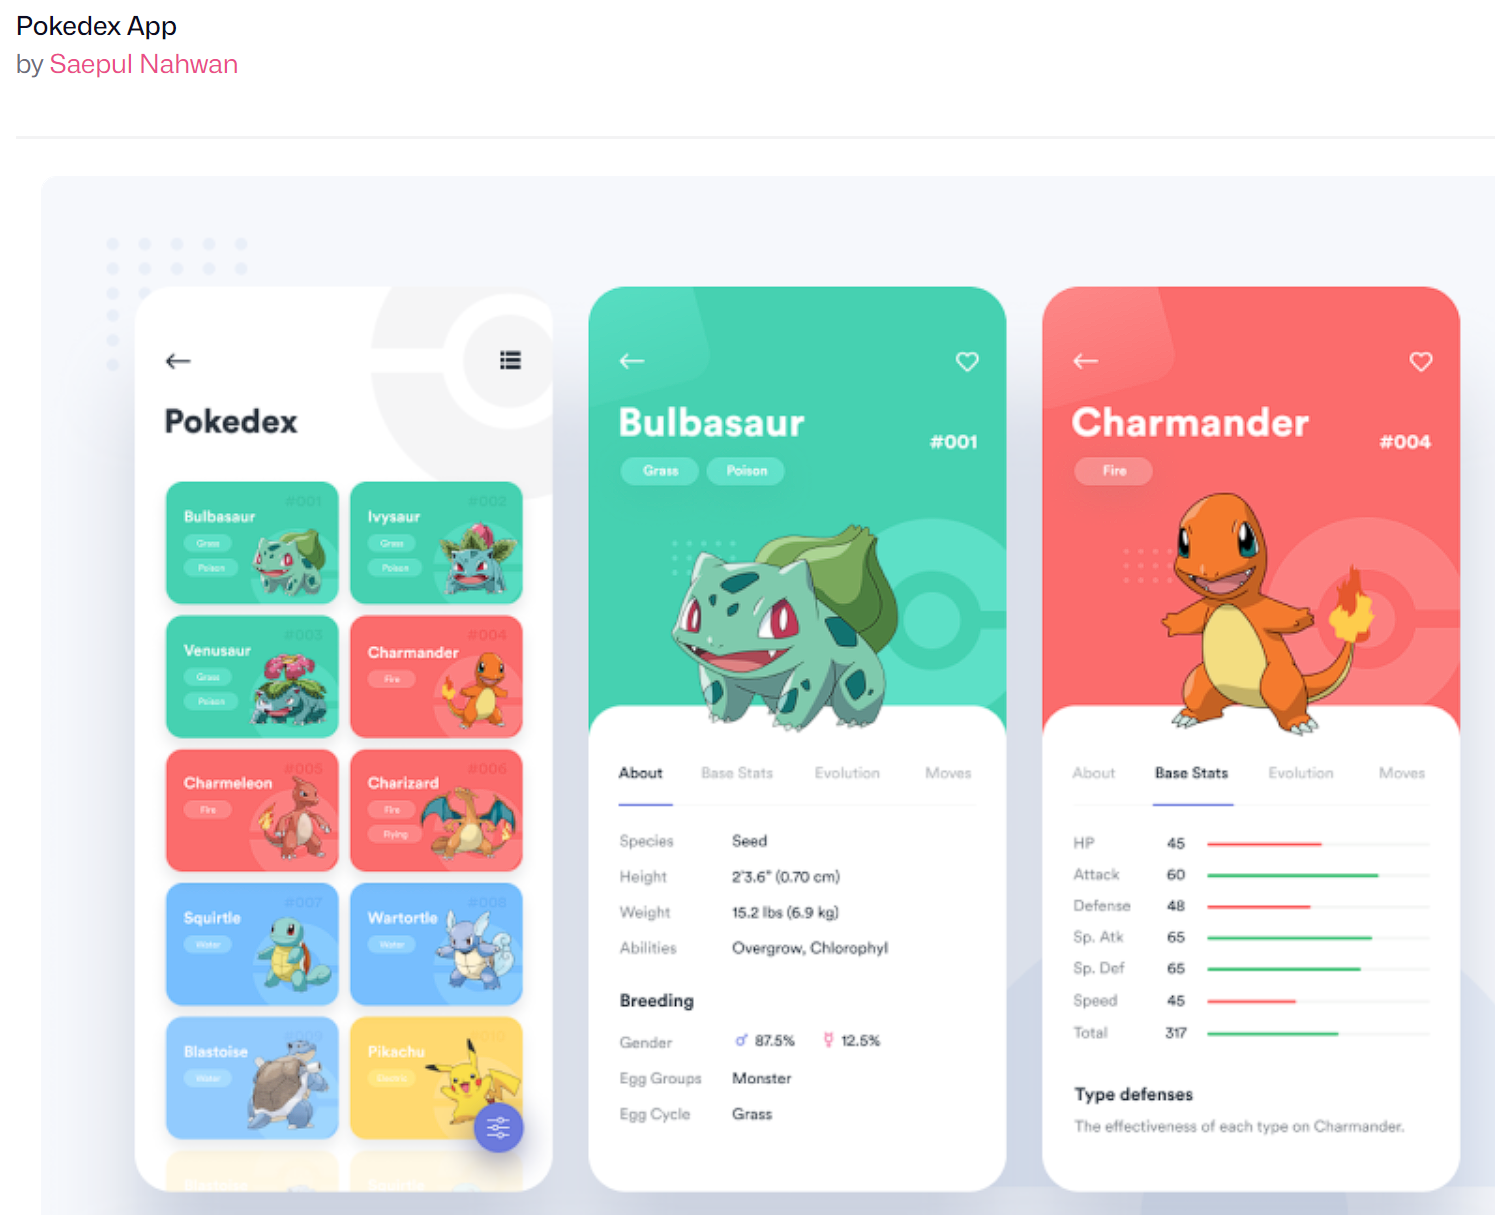 Pokedex App
by Saepul Nahwan
Pokedex
#001
Bulbasaur
Grass
Poison
#002
Ivysaur
Grass
Poison
#003
Venusaur
Grass
Poison
#004
Charmander
Fire
#005
Charmeleon
Fire
#006
Charizard
Fire
Flying
#007
Squirtle
Water
#008
Wartortle
Water
#009
Blastoise
Water
#010
Pikachu
Blastoise
Squirtle
Bulbasaur
#001
Grass Poison
About Base Stats Evolution Moves
Species Seed
Height 2'3.6" (0.70 cm)
Weight 15.2 lbs (6.9 kg)
Abilities Overgrow, Chlorophyl
Breeding
Gender ♂ 87.5% 12.5%
Egg Groups Monster
Egg Cycle Grass
Charmander
#004
Fire
About Base Stats Evolution Moves
HP 45
Attack 60
Defense 48
Sp. Atk 65
Sp. Def 65
Speed 45
Total 317
Type defenses
The effectiveness of each type on Charmander.